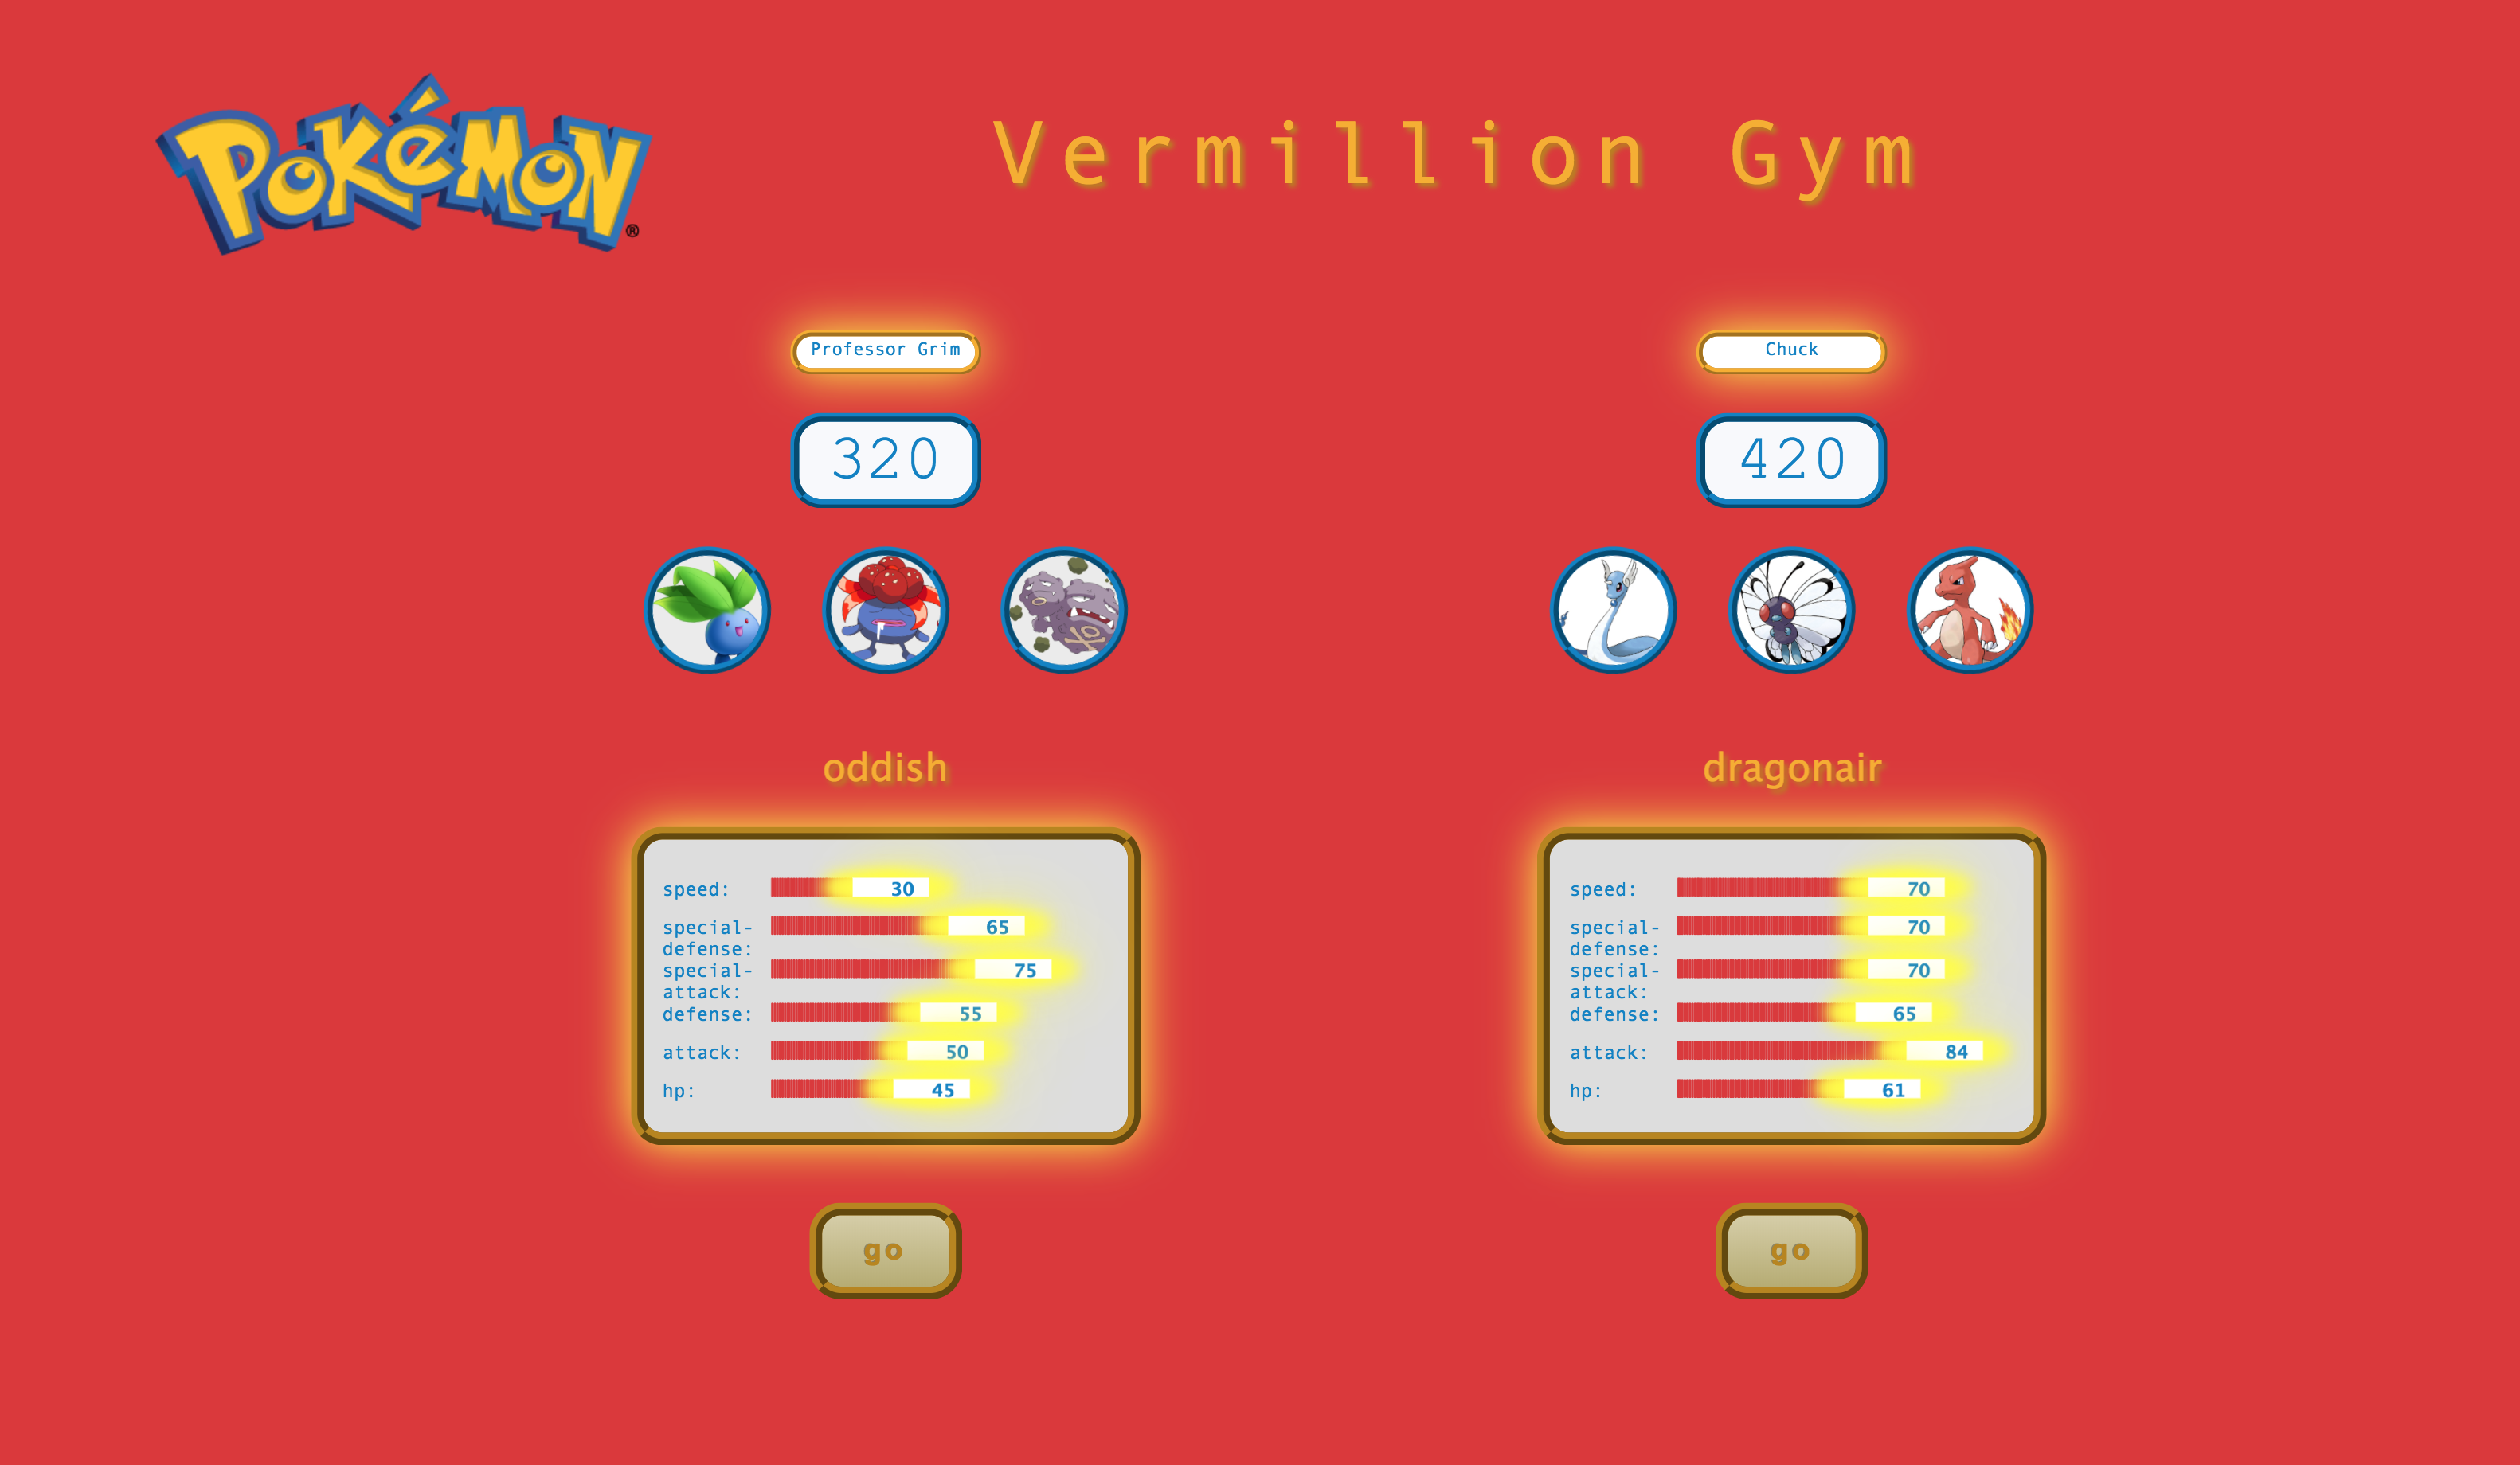 POKéMON®
Vermillion Gym
Professor Grim
Chuck
320
420
oddish
dragonair
speed: 30
special-
defense: 65
special-
attack: 75
defense: 55
attack: 50
hp: 45
speed: 70
special-
defense: 70
special-
attack: 70
defense: 65
attack: 84
hp: 61
go
go